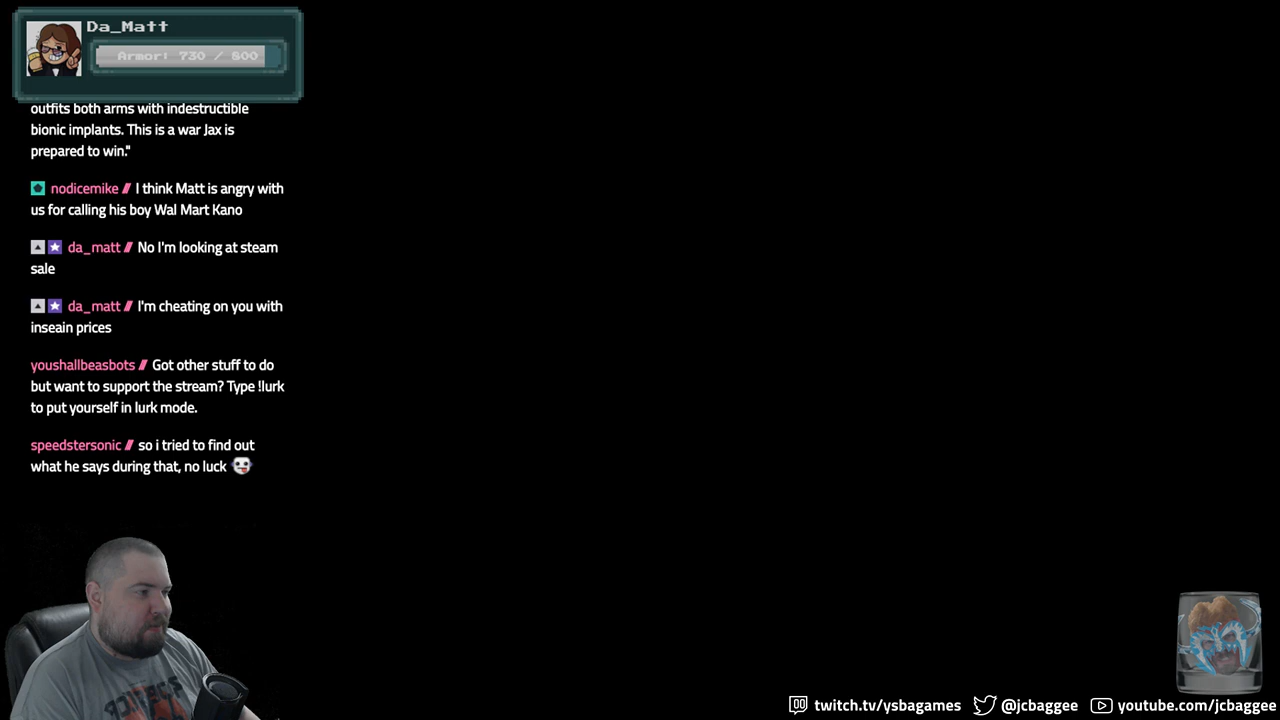 Da_Matt
Armor: 730 / 800
outfits both arms with indestructible
bionic implants. This is a war Jax is
prepared to win."
nodicemike // I think Matt is angry with
us for calling his boy Wal Mart Kano
da_matt // No I'm looking at steam
sale
da_matt // I'm cheating on you with
inseain prices
youshallbeasbots // Got other stuff to do
but want to support the stream? Type !lurk
to put yourself in lurk mode.
speedstersonic // so i tried to find out
what he says during that, no luck
twitch.tv/ysbagames @jcbaggee youtube.com/jcbaggee